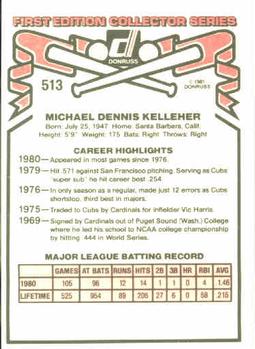 FIRST EDITION COLLECTOR SERIES
DONRUSS
513
© 1981
DONRUSS
MICHAEL DENNIS KELLEHER
Born: July 25, 1947 Home: Santa Barbara, Calif.
Height: 5'9" Weight: 175 Bats: Right Throws: Right
CAREER HIGHLIGHTS
1980—Appeared in most games since 1976.
1979—Hit .571 against San Francisco pitching. Serving as Cubs
'super sub' he hit career best .254.
1976—In only season as a regular, made just 12 errors as Cubs
shortstop, third best in majors.
1975—Traded to Cubs by Cardinals for infielder Vic Harris.
1969—Signed by Cardinals out of Puget Sound (Wash.) College
where he led his school to NCAA college championship
by hitting .444 in World Series.
MAJOR LEAGUE BATTING RECORD
GAMES AT BATS RUNS HITS 2B 3B HR RBI AVG
1980 105 96 12 14 1 1 0 4 1.46
LIFETIME 525 954 89 206 27 6 0 58 .216